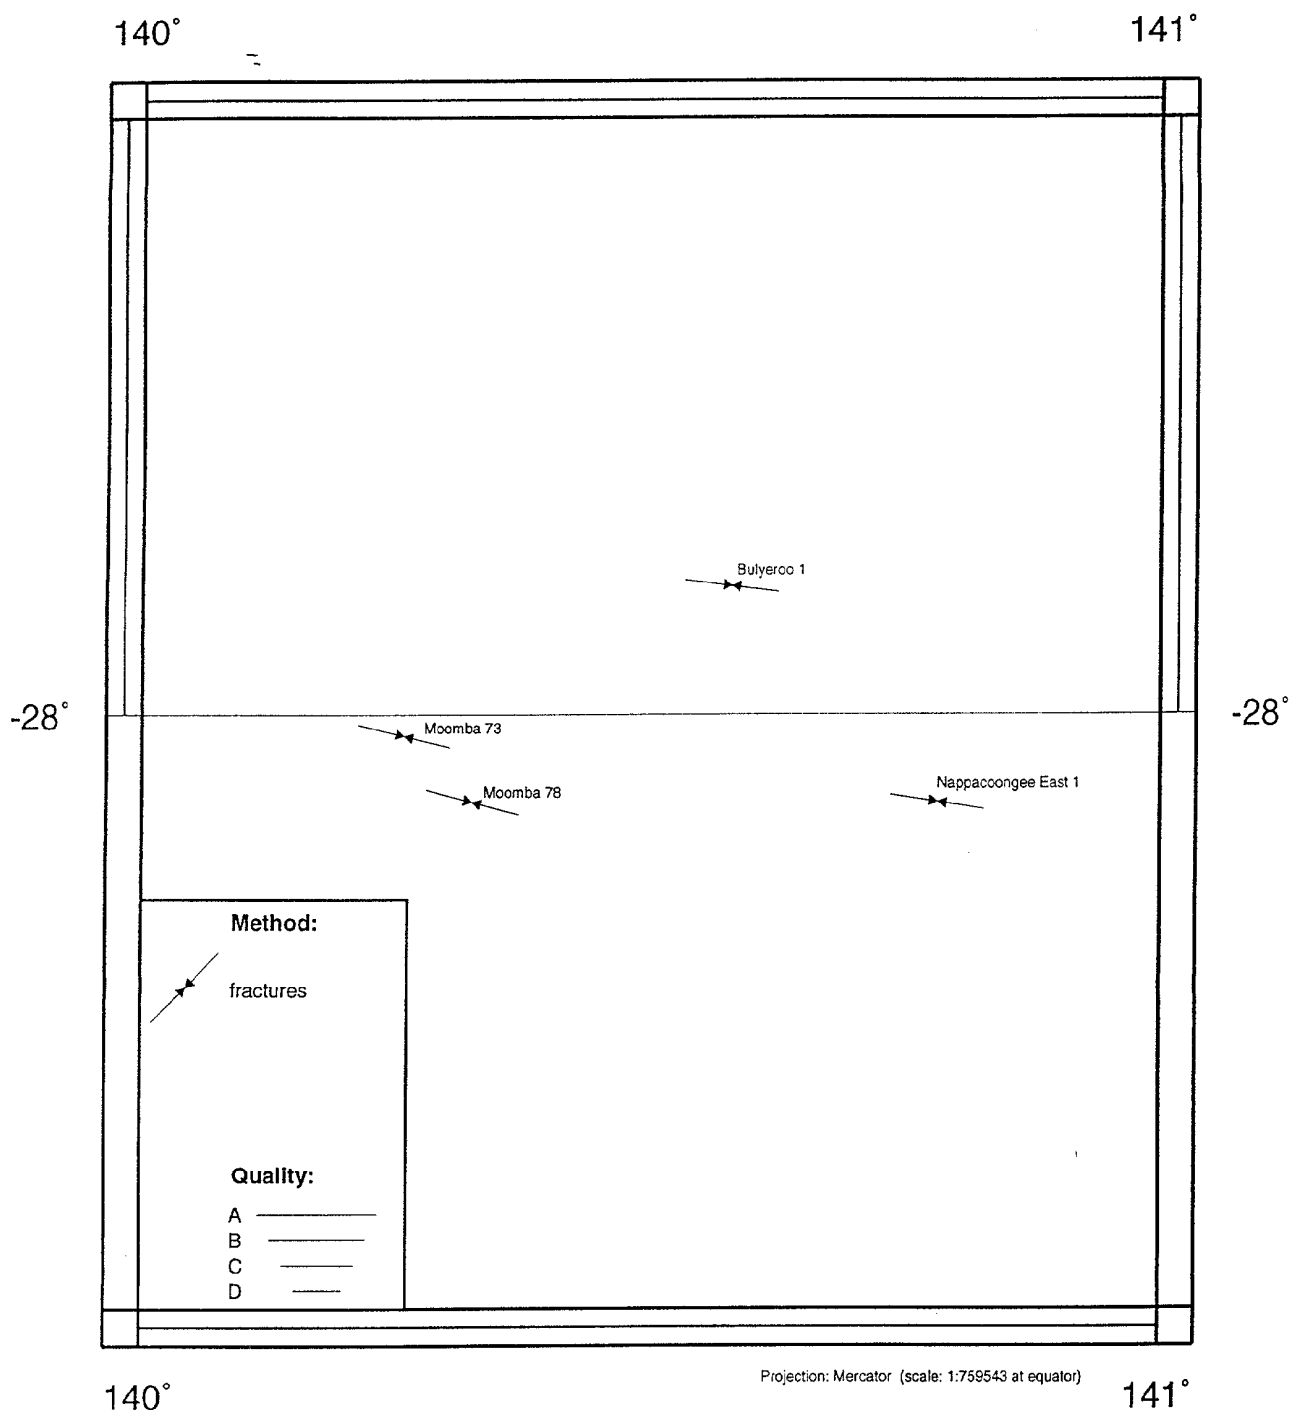 140°
141°
Bulyeroo 1
-28°
-28°
Moomba 73
Moomba 78
Nappacoongee East 1
Method:
fractures
Quality:
A
B
C
D
Projection: Mercator (scale: 1:759543 at equator)
140°
141°